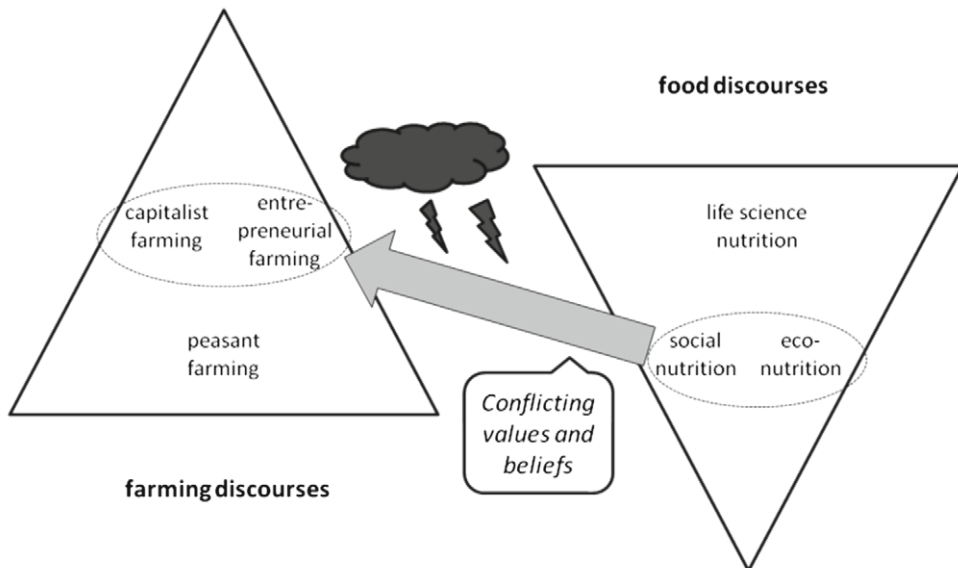 food discourses
capitalist
farming
entre-
preneurial
farming
peasant
farming
farming discourses
life science
nutrition
social
nutrition
eco-
nutrition
Conflicting
values and
beliefs